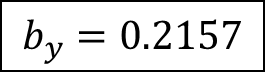 b_y = 0.2157